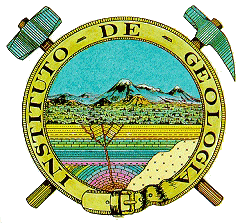 INSTITUTO - DE - GEOLOGIA